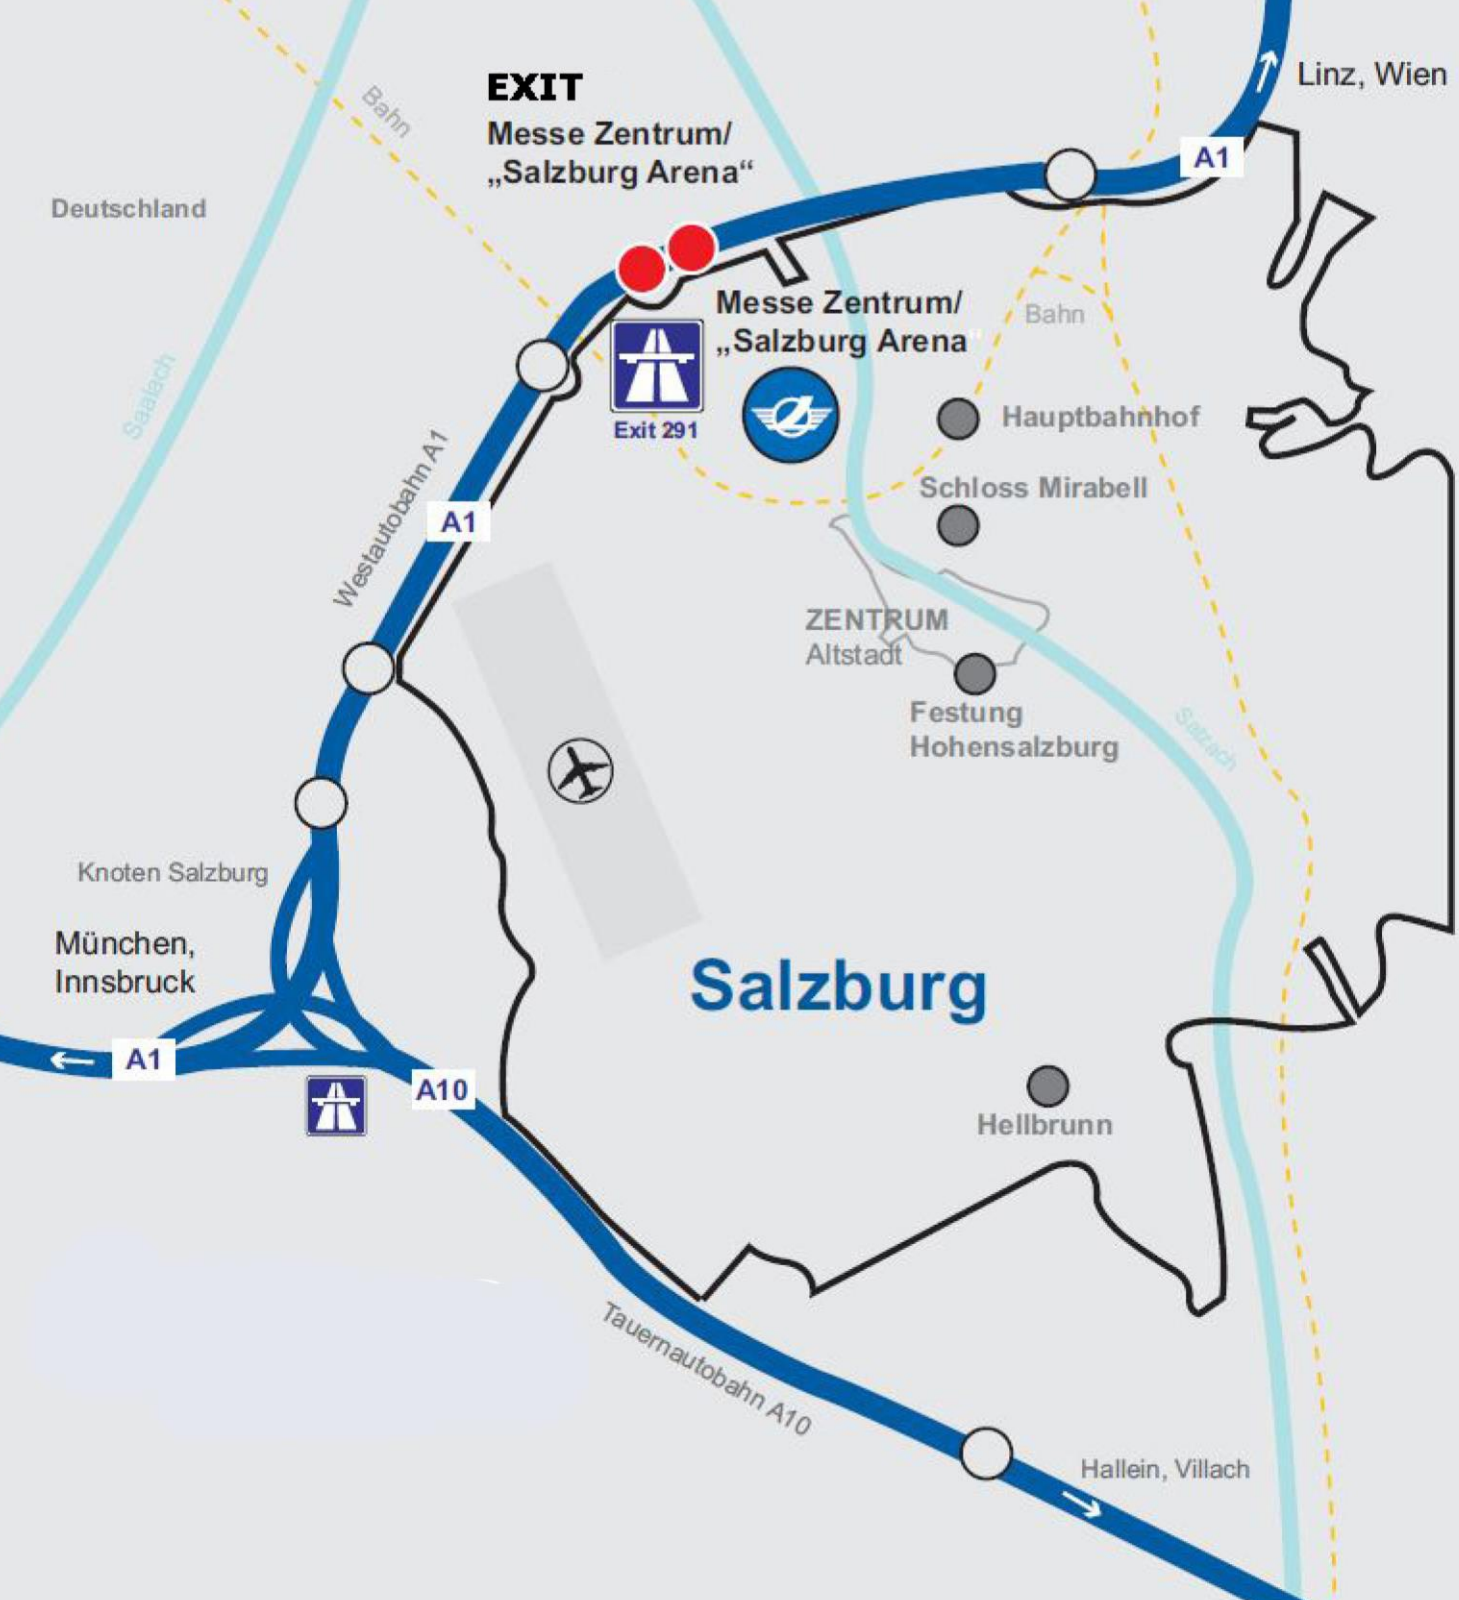 EXIT
Messe Zentrum/
„Salzburg Arena“
Linz, Wien
A1
Bahn
Deutschland
Messe Zentrum/
„Salzburg Arena“
Bahn
Saalach
Exit 291
Hauptbahnhof
Westautobahn A1
A1
Schloss Mirabell
ZENTRUM
Altstadt
Festung
Hohensalzburg
Salzach
Knoten Salzburg
München,
Innsbruck
Salzburg
A1
A10
Hellbrunn
Tauernautobahn A10
Hallein, Villach